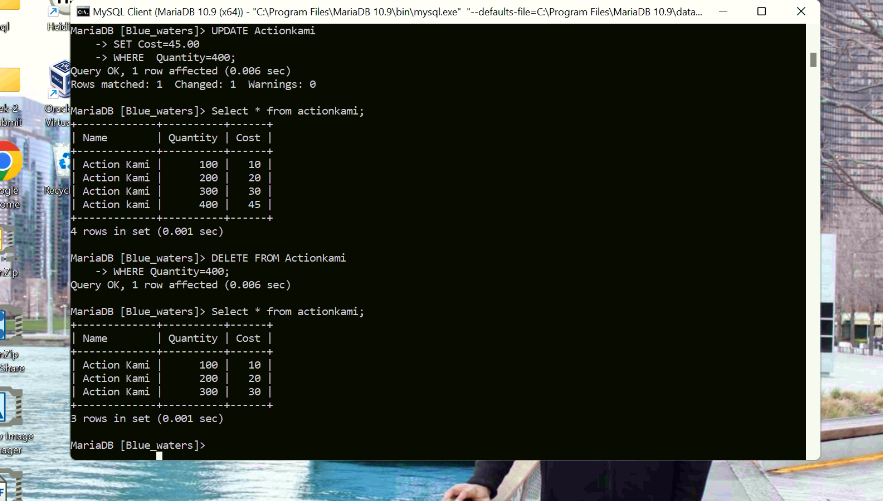 MySQL Client (MariaDB 10.9 (x64)) - "C:\Program Files\MariaDB 10.9\bin\mysql.exe"  "--defaults-file=C:\Program Files\MariaDB 10.9\data...
MariaDB [Blue_waters]> UPDATE Actionkami
    -> SET Cost=45.00
    -> WHERE  Quantity=400;
Query OK, 1 row affected (0.006 sec)
Rows matched: 1  Changed: 1  Warnings: 0
MariaDB [Blue_waters]> Select * from actionkami;
+-------------+----------+------+
| Name        | Quantity | Cost |
+-------------+----------+------+
| Action Kami |      100 |   10 |
| Action Kami |      200 |   20 |
| Action Kami |      300 |   30 |
| Action kami |      400 |   45 |
+-------------+----------+------+
4 rows in set (0.001 sec)
MariaDB [Blue_waters]> DELETE FROM Actionkami
    -> WHERE Quantity=400;
Query OK, 1 row affected (0.006 sec)
MariaDB [Blue_waters]> Select * from actionkami;
+-------------+----------+------+
| Name        | Quantity | Cost |
+-------------+----------+------+
| Action Kami |      100 |   10 |
| Action Kami |      200 |   20 |
| Action Kami |      300 |   30 |
+-------------+----------+------+
3 rows in set (0.001 sec)
MariaDB [Blue_waters]>